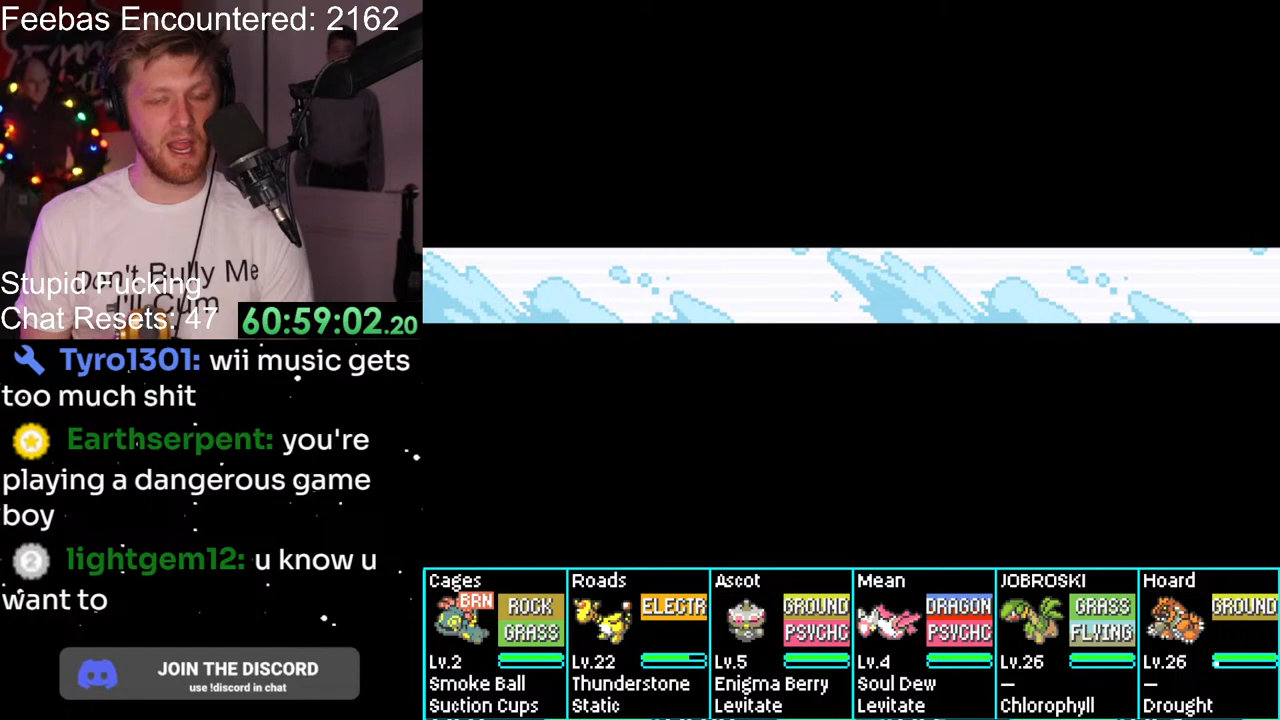 Feebas Encountered: 2162
Don't Bully Me
I'll Cum
Stupid Fucking
Chat Resets: 47
60:59:02.20
Tyro1301: wii music gets
too much shit
Earthserpent: you're
playing a dangerous game
boy
2 lightgem12: u know u
want to
JOIN THE DISCORD
use !discord in chat
Cages
BRN
ROCK
GRASS
Lv.2
Smoke Ball
Suction Cups
Roads
ELECTR
Lv.22
Thunderstone
Static
Ascot
GROUND
PSYCHC
Lv.5
Enigma Berry
Levitate
Mean
DRAGON
PSYCHC
Lv.4
Soul Dew
Levitate
JOBROSKI
GRASS
FLYING
Lv.26
—
Chlorophyll
Hoard
GROUND
Lv.26
—
Drought